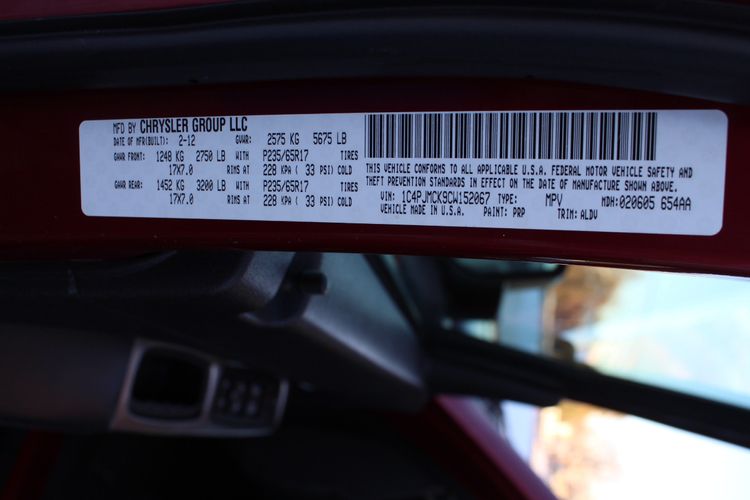 MFD BY CHRYSLER GROUP LLC
DATE OF MFR(BUILT): 2-12 GVWR: 2575 KG 5675 LB
GAWR FRONT: 1248 KG 2750 LB WITH P235/65R17 TIRES
17X7.0 RIMS AT 228 KPA ( 33 PSI) COLD
GAWR REAR: 1452 KG 3200 LB WITH P235/65R17 TIRES
17X7.0 RIMS AT 228 KPA ( 33 PSI) COLD
THIS VEHICLE CONFORMS TO ALL APPLICABLE U.S.A. FEDERAL MOTOR VEHICLE SAFETY AND
THEFT PREVENTION STANDARDS IN EFFECT ON THE DATE OF MANUFACTURE SHOWN ABOVE.
VIN: 1C4PJMCK9CW152067 TYPE: MPV MDH: 020605 654AA
VEHICLE MADE IN U.S.A. PAINT: PRP TRIM: ALDV